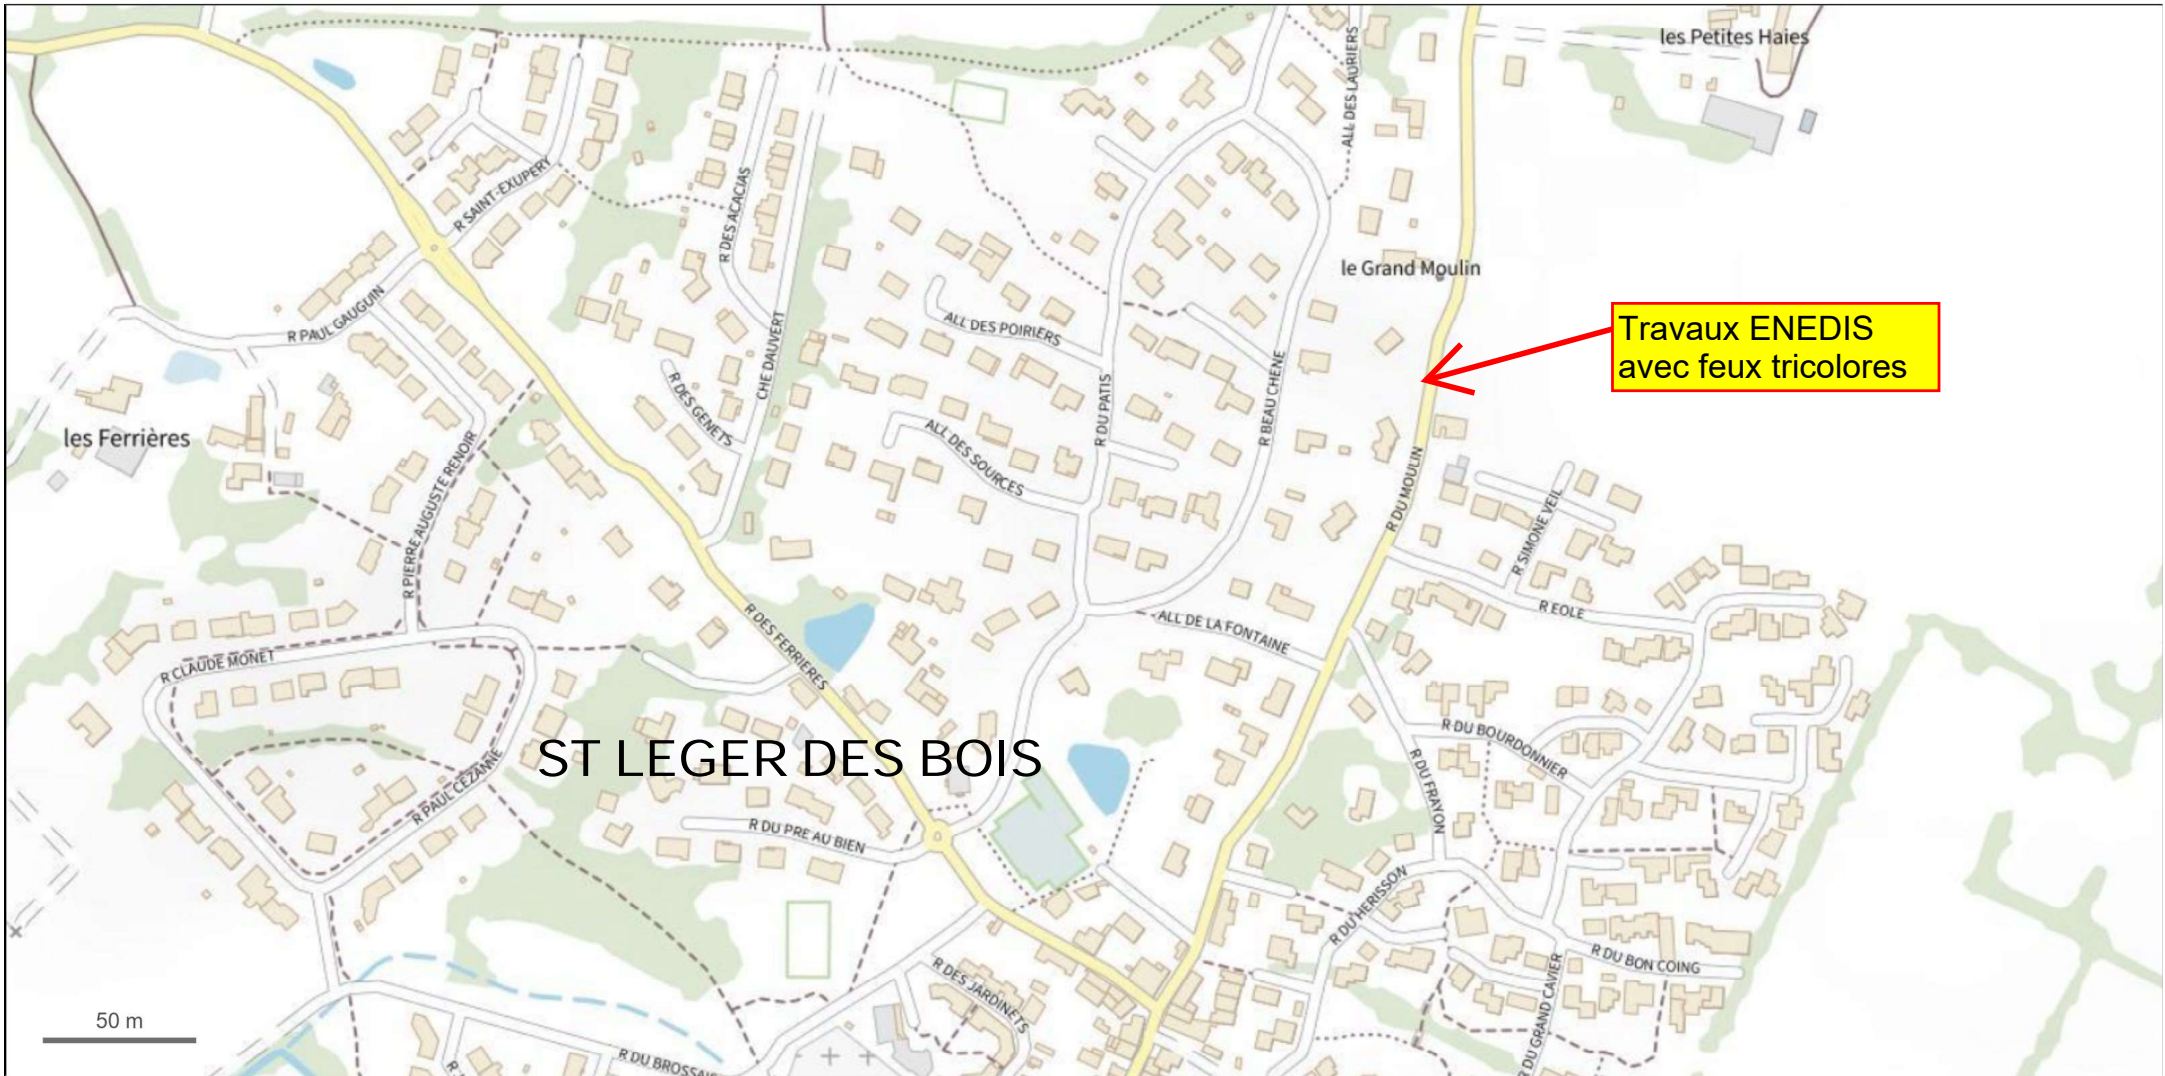 les Petites Haies
ALL DES LAURIERS
R SAINT-EXUPERY
R DES ACACIAS
le Grand Moulin
R PAUL GAUGUIN
ALL DES POIRIERS
Travaux ENEDIS
avec feux tricolores
CHE DAUVERT
R DES GENETS
R DU PATIS
R BEAU CHENE
les Ferrières
ALL DES SOURCES
R PIERRE AUGUSTE RENOIR
R DU MOULIN
R SIMONE VEIL
R EOLE
R DES FERRIERES
ALL DE LA FONTAINE
R CLAUDE MONET
ST LEGER DES BOIS
R DU BOURDONNIER
R DU FRAYON
R PAUL CEZANNE
R DU PRE AU BIEN
R DU HERISSON
R DU BON COING
R DES JARDINETS
R DU GRAND CAVIER
50 m
R DU BROSSAIS